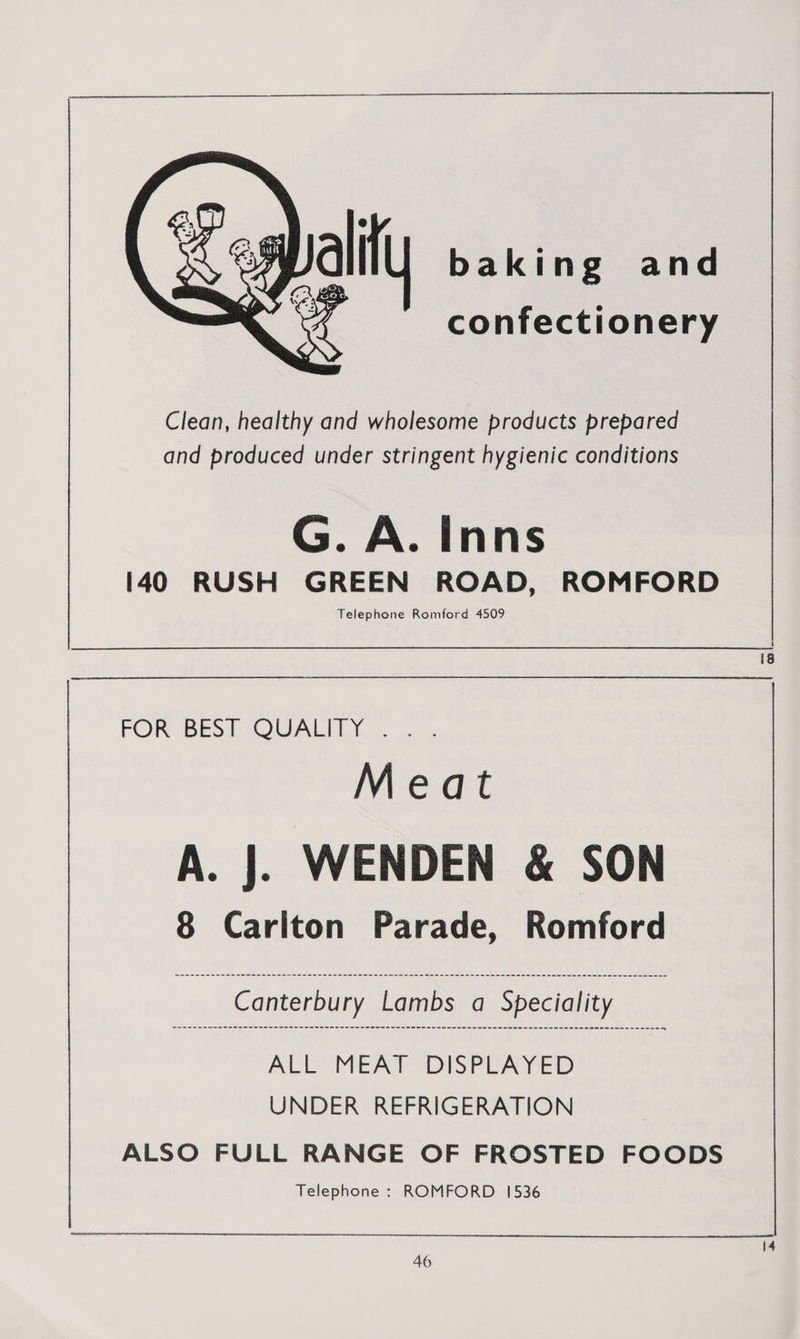 Quality baking and
confectionery
Clean, healthy and wholesome products prepared
and produced under stringent hygienic conditions
G. A. Inns
140 RUSH GREEN ROAD, ROMFORD
Telephone Romford 4509
18
FOR BEST QUALITY . . .
Meat
A. J. WENDEN & SON
8 Carlton Parade, Romford
Canterbury Lambs a Speciality
ALL MEAT DISPLAYED
UNDER REFRIGERATION
ALSO FULL RANGE OF FROSTED FOODS
Telephone : ROMFORD 1536
14
46